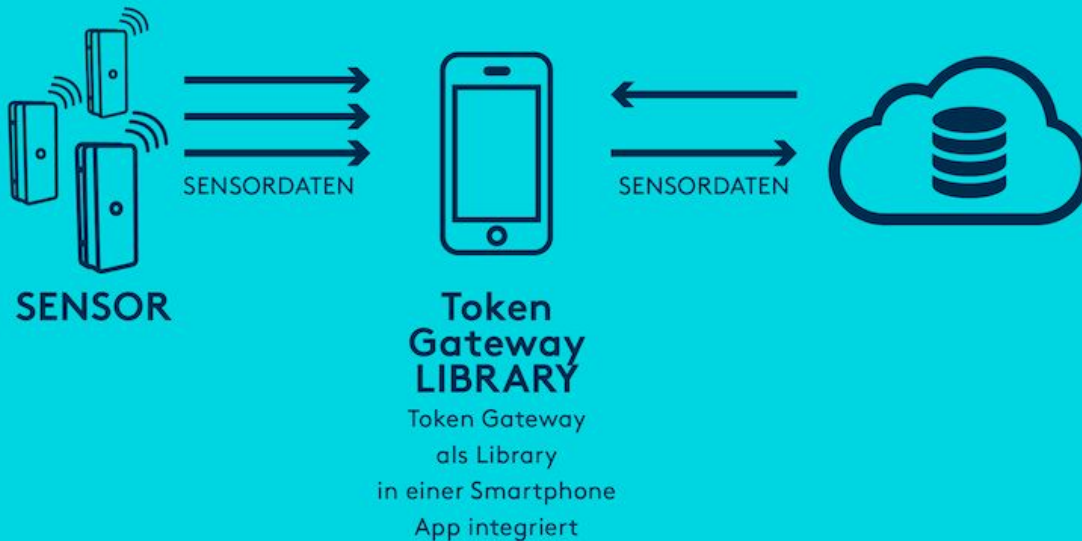 SENSORDATEN
SENSORDATEN
SENSOR
Token
Gateway
LIBRARY
Token Gateway
als Library
in einer Smartphone
App integriert